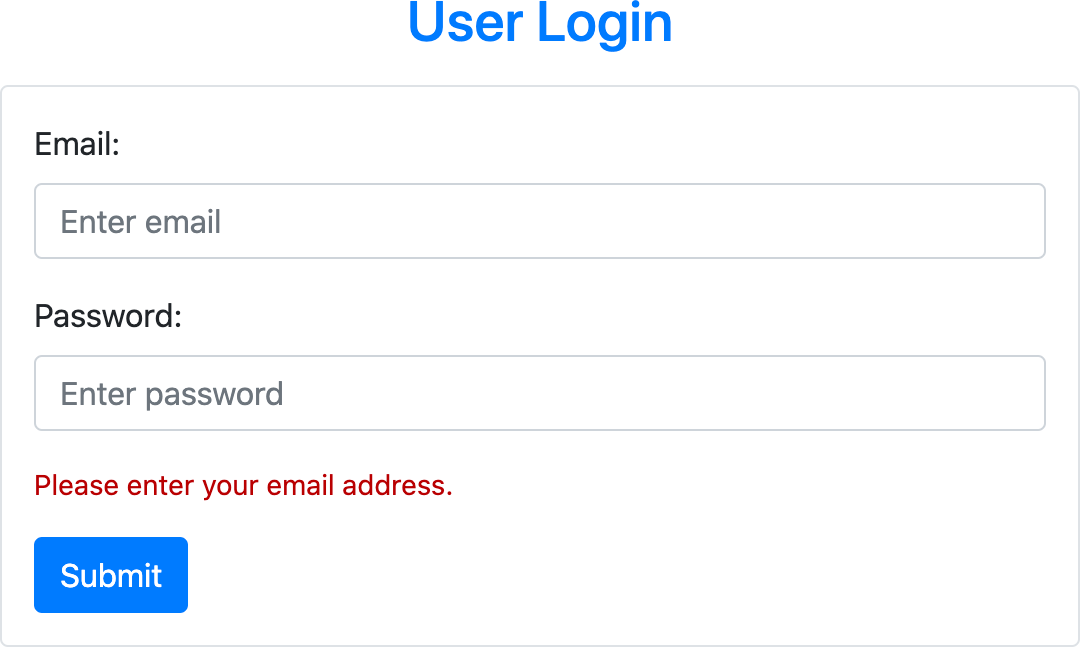 User Login
Email:
Enter email
Password:
Enter password
Please enter your email address.
Submit